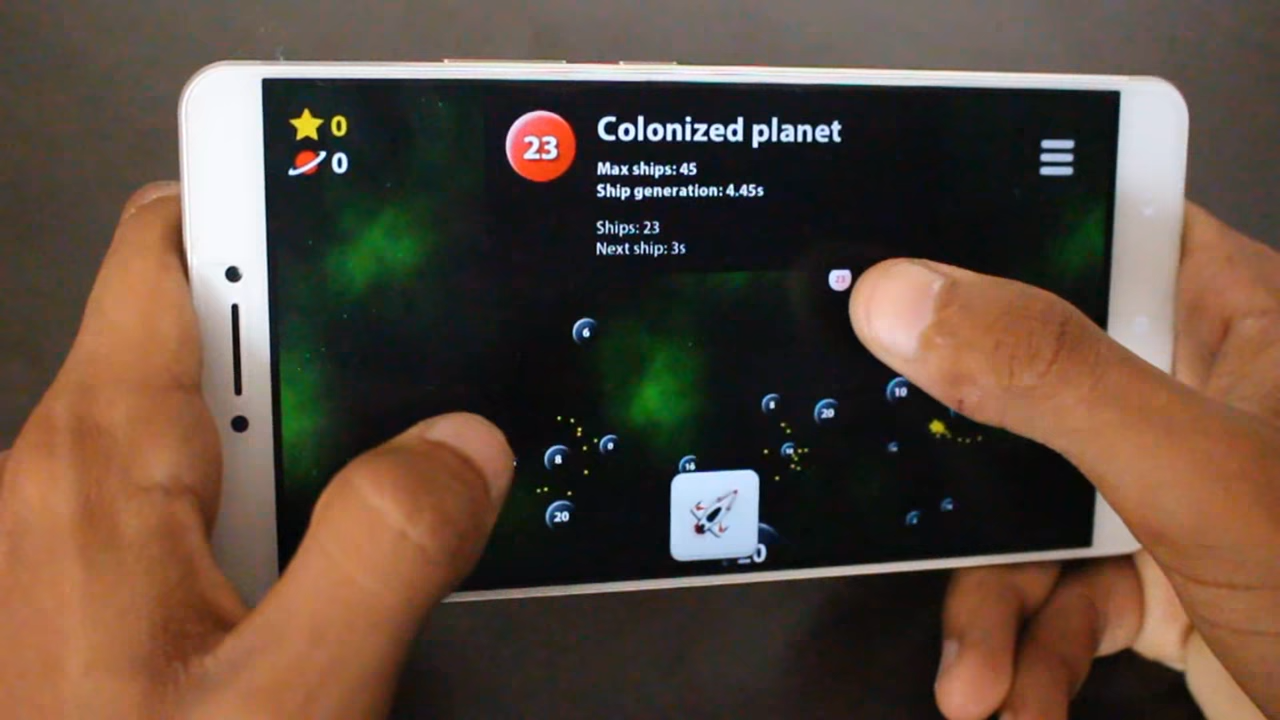 0
0
23
Colonized planet
Max ships: 45
Ship generation: 4.45s
Ships: 23
Next ship: 3s
23
6
8
20
10
8
20
16